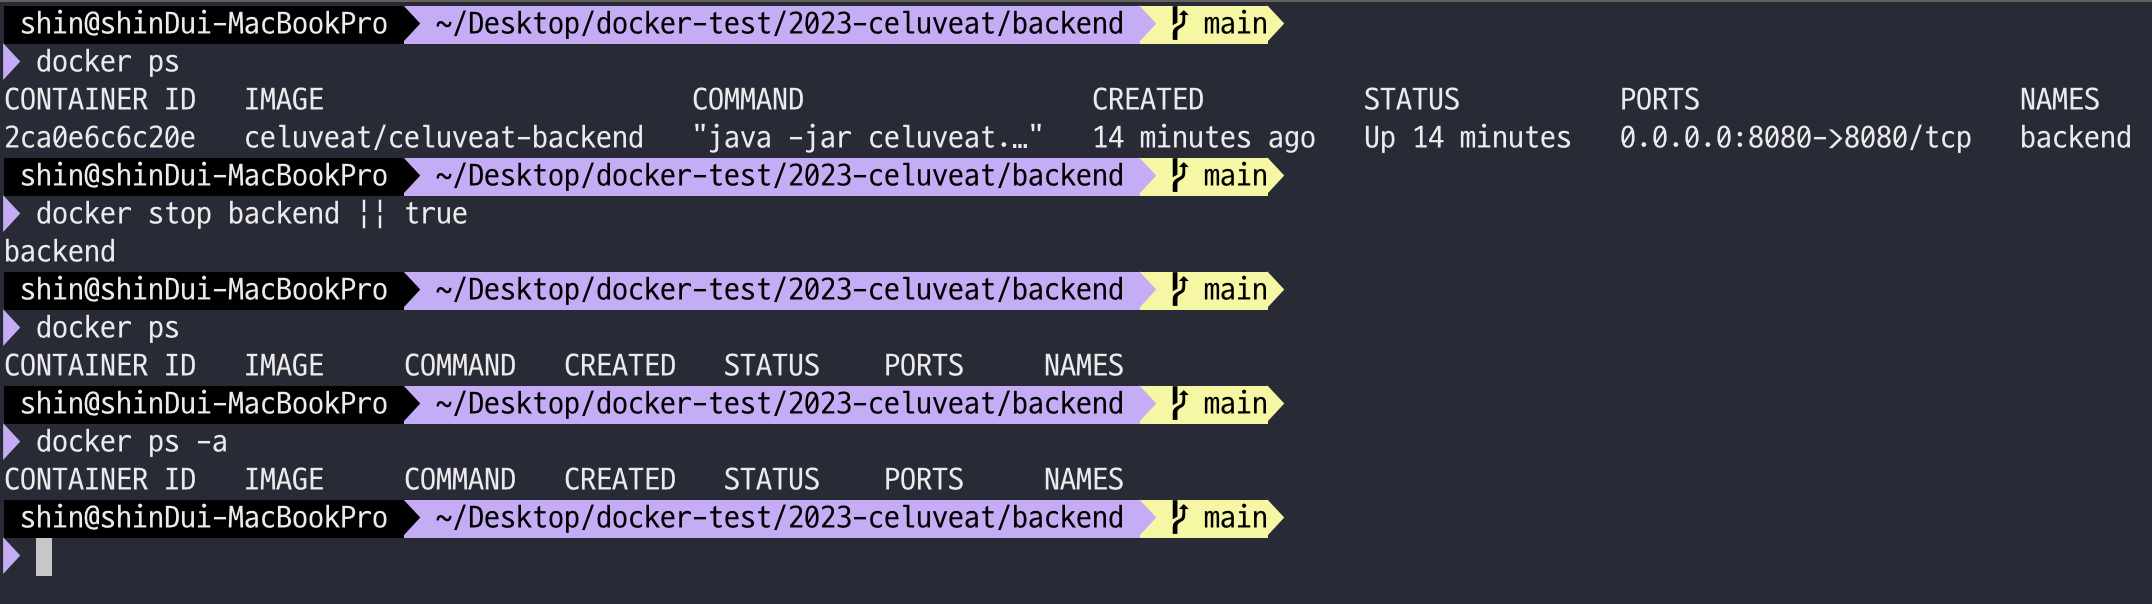 shin@shinDui-MacBookPro ~/Desktop/docker-test/2023-celuveat/backend main
docker ps
CONTAINER ID IMAGE COMMAND CREATED STATUS PORTS NAMES
2ca0e6c6c20e celuveat/celuveat-backend "java -jar celuveat.…" 14 minutes ago Up 14 minutes 0.0.0.0:8080->8080/tcp backend
shin@shinDui-MacBookPro ~/Desktop/docker-test/2023-celuveat/backend main
docker stop backend || true
backend
shin@shinDui-MacBookPro ~/Desktop/docker-test/2023-celuveat/backend main
docker ps
CONTAINER ID IMAGE COMMAND CREATED STATUS PORTS NAMES
shin@shinDui-MacBookPro ~/Desktop/docker-test/2023-celuveat/backend main
docker ps -a
CONTAINER ID IMAGE COMMAND CREATED STATUS PORTS NAMES
shin@shinDui-MacBookPro ~/Desktop/docker-test/2023-celuveat/backend main